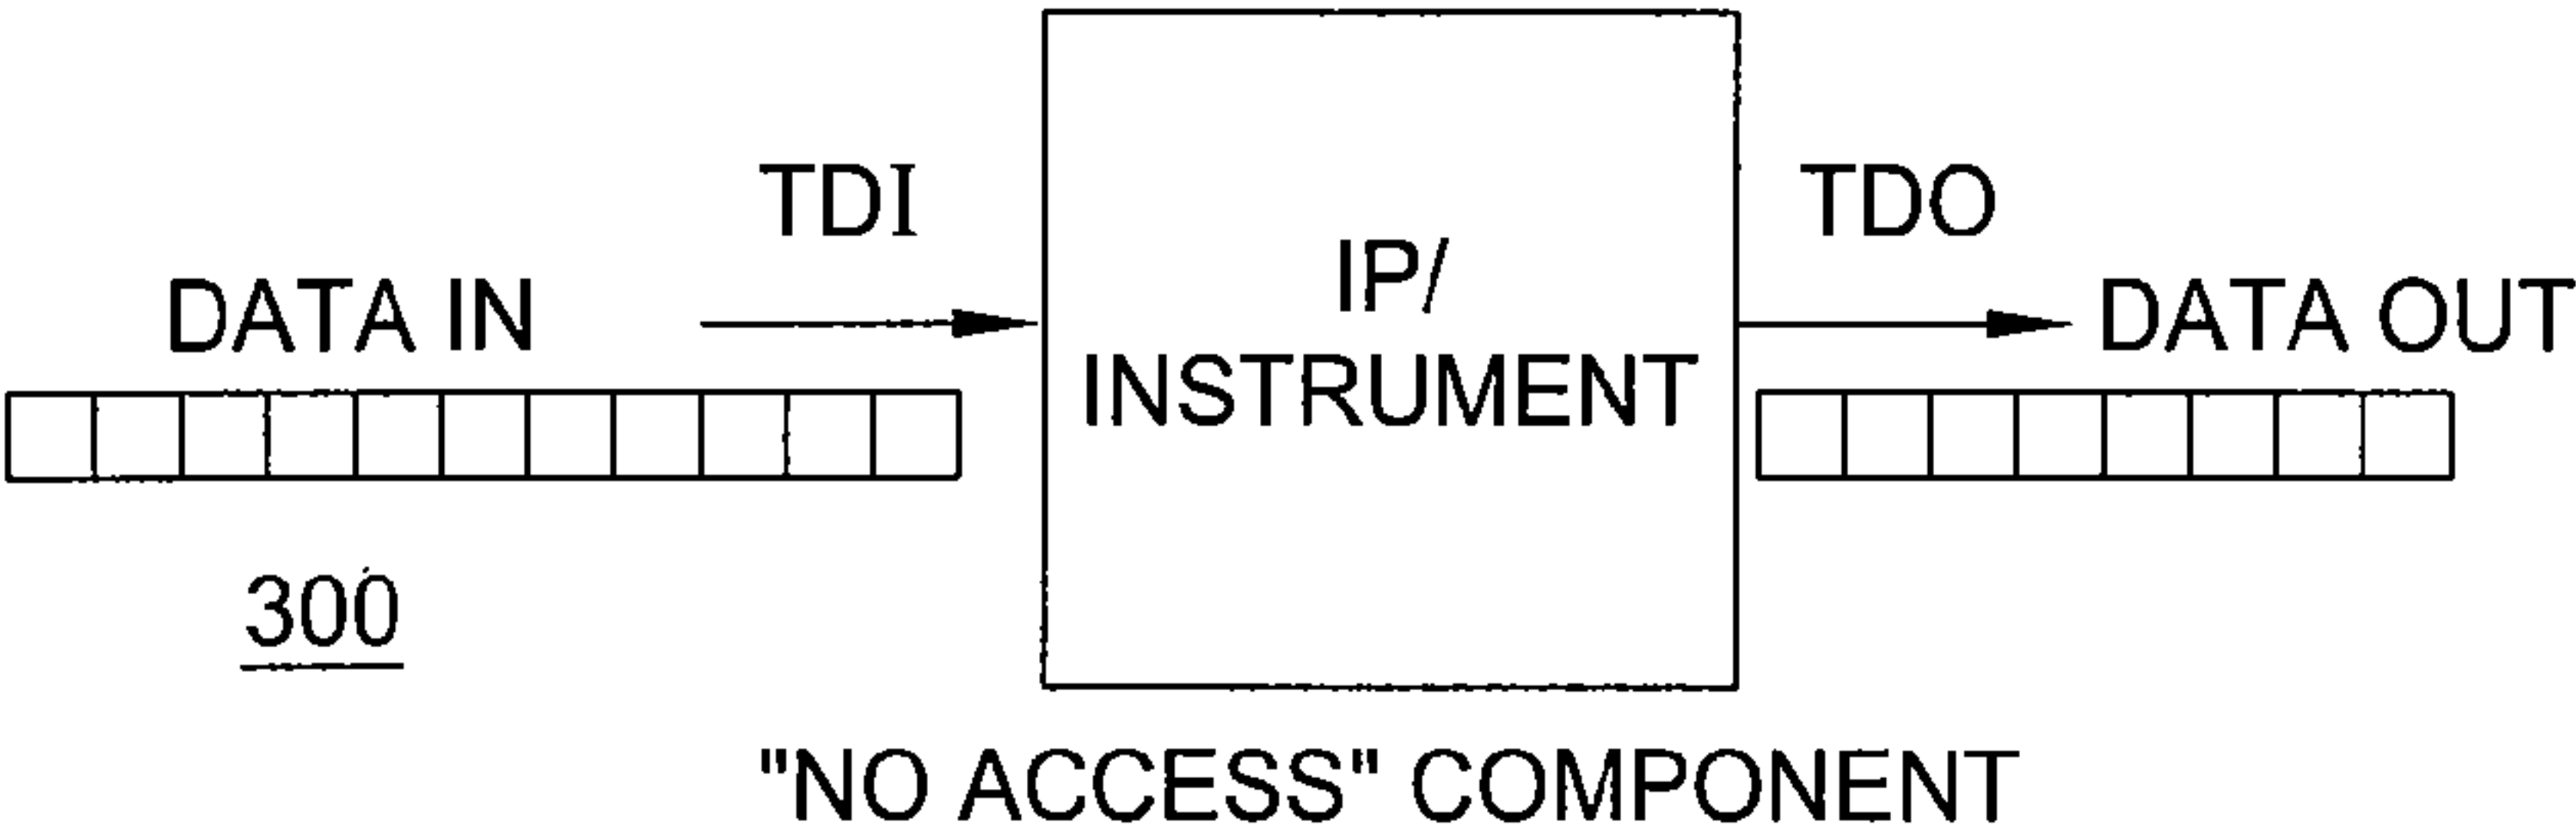 TDI
TDO
DATA IN
IP/
INSTRUMENT
DATA OUT
300
"NO ACCESS" COMPONENT